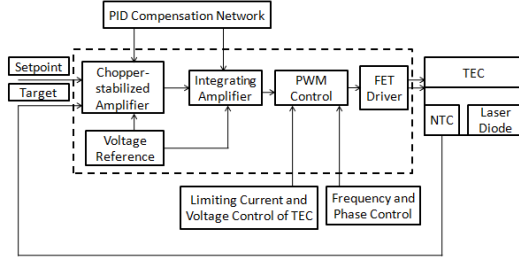 PID Compensation Network
Setpoint
Target
Chopper-
stabilized
Amplifier
Integrating
Amplifier
PWM
Control
FET
Driver
TEC
NTC
Laser
Diode
Voltage
Reference
Limiting Current and
Voltage Control of TEC
Frequency and
Phase Control